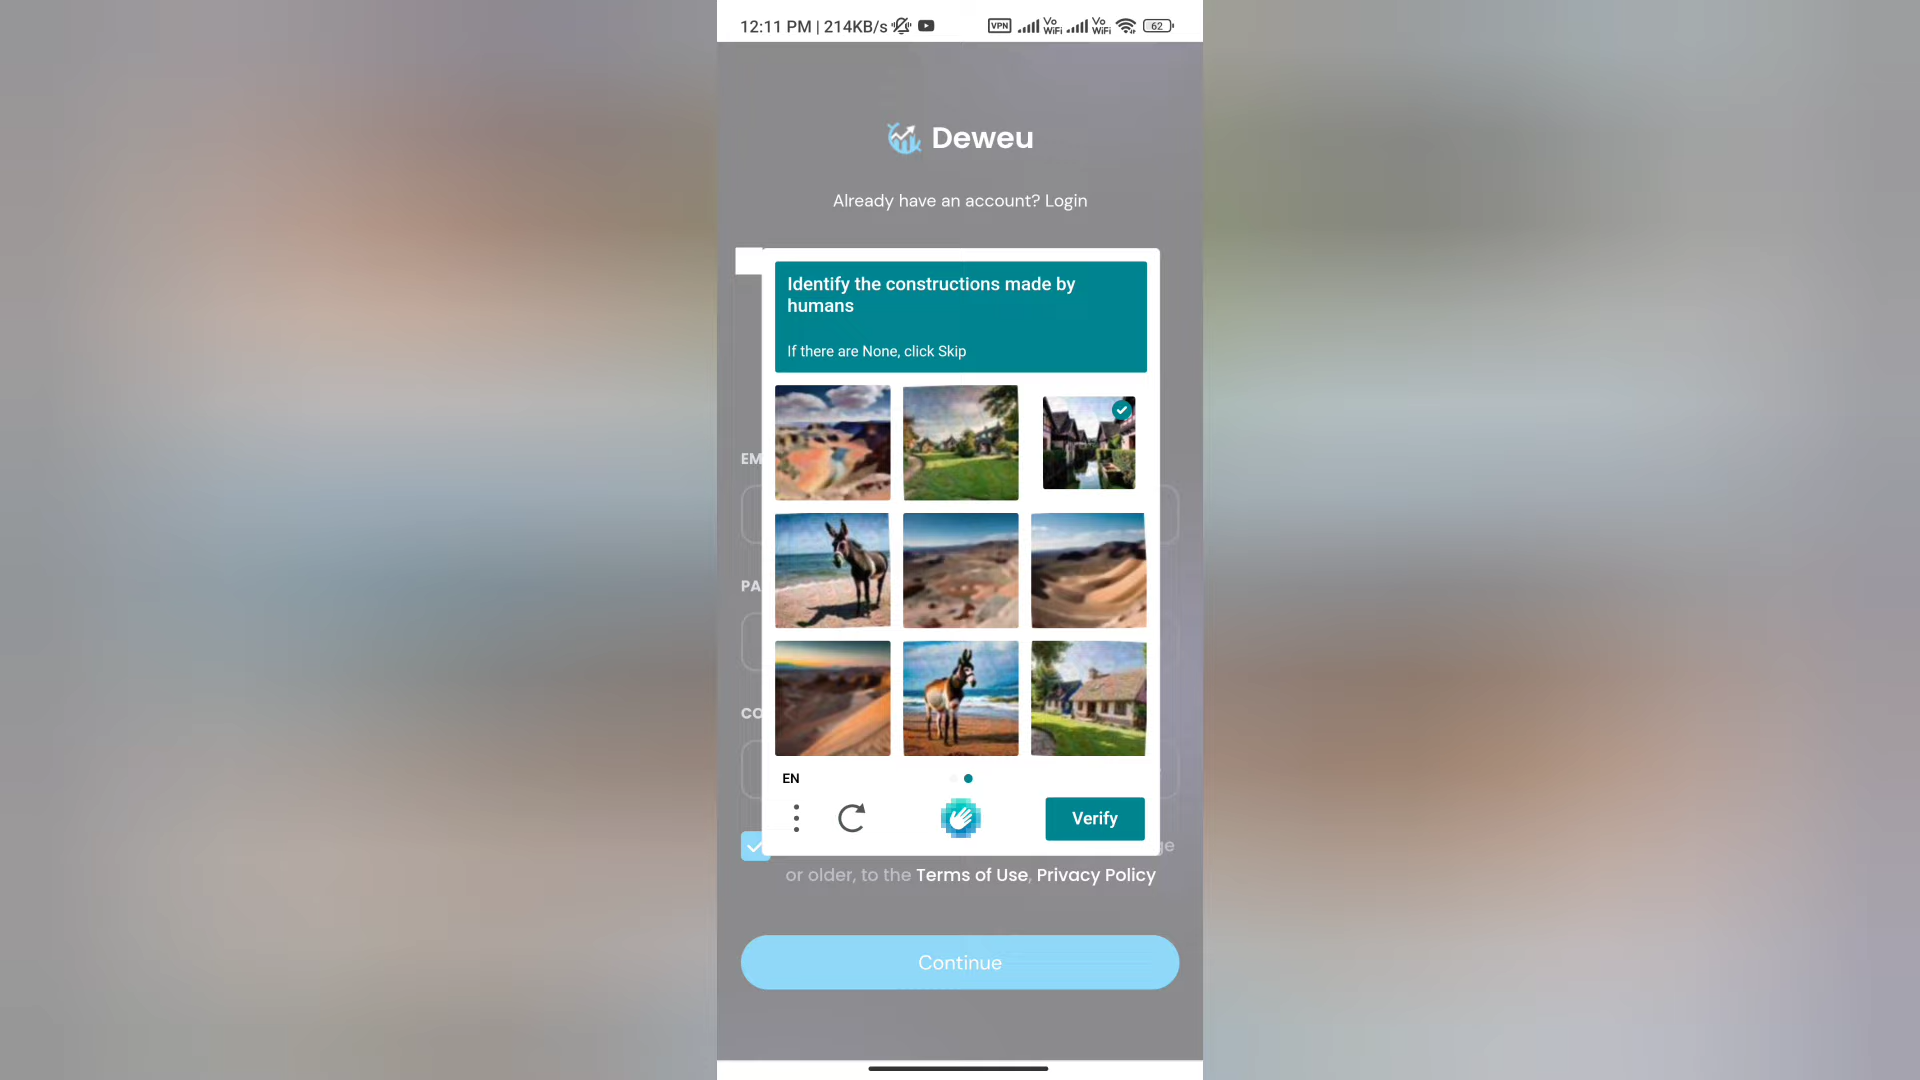 12:11 PM | 214KB/s
VPN Vo WiFi Vo WiFi 62
Deweu
Already have an account? Login
Identify the constructions made by
humans
If there are None, click Skip
EM
PA
CO
EN
Verify
ge
or older, to the Terms of Use, Privacy Policy
Continue